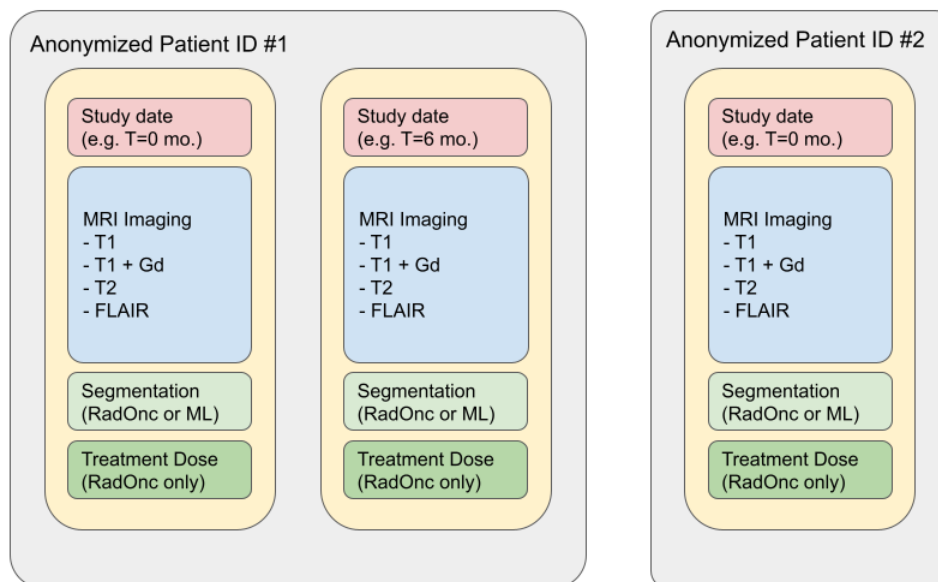 Anonymized Patient ID #1
Study date
(e.g. T=0 mo.)
MRI Imaging
- T1
- T1 + Gd
- T2
- FLAIR
Segmentation
(RadOnc or ML)
Treatment Dose
(RadOnc only)
Study date
(e.g. T=6 mo.)
MRI Imaging
- T1
- T1 + Gd
- T2
- FLAIR
Segmentation
(RadOnc or ML)
Treatment Dose
(RadOnc only)
Anonymized Patient ID #2
Study date
(e.g. T=0 mo.)
MRI Imaging
- T1
- T1 + Gd
- T2
- FLAIR
Segmentation
(RadOnc or ML)
Treatment Dose
(RadOnc only)